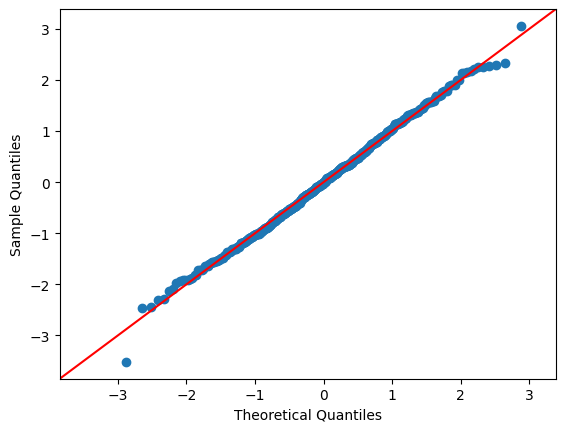 3
2
1
0
−1
−2
−3
Sample Quantiles
−3 −2 −1 0 1 2 3
Theoretical Quantiles